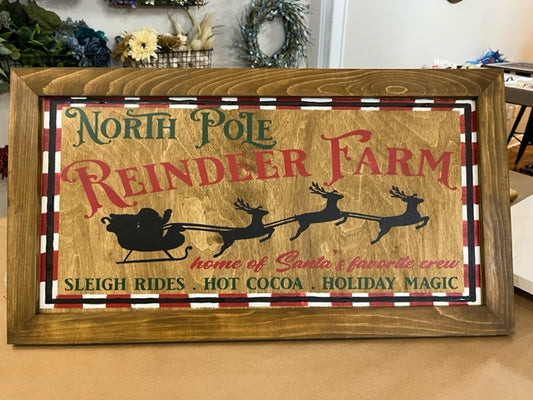 North Pole
Reindeer Farm
home of Santa's favorite crew
SLEIGH RIDES . HOT COCOA . HOLIDAY MAGIC